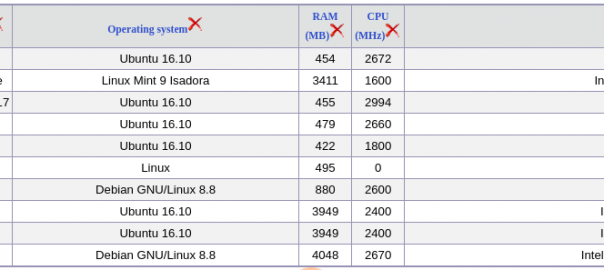 Operating system RAM (MB) CPU (MHz)
Ubuntu 16.10 454 2672
e Linux Mint 9 Isadora 3411 1600 In
.7 Ubuntu 16.10 455 2994
Ubuntu 16.10 479 2660
Ubuntu 16.10 422 1800
Linux 495 0
Debian GNU/Linux 8.8 880 2600
Ubuntu 16.10 3949 2400 I
Ubuntu 16.10 3949 2400 I
Debian GNU/Linux 8.8 4048 2670 Intel